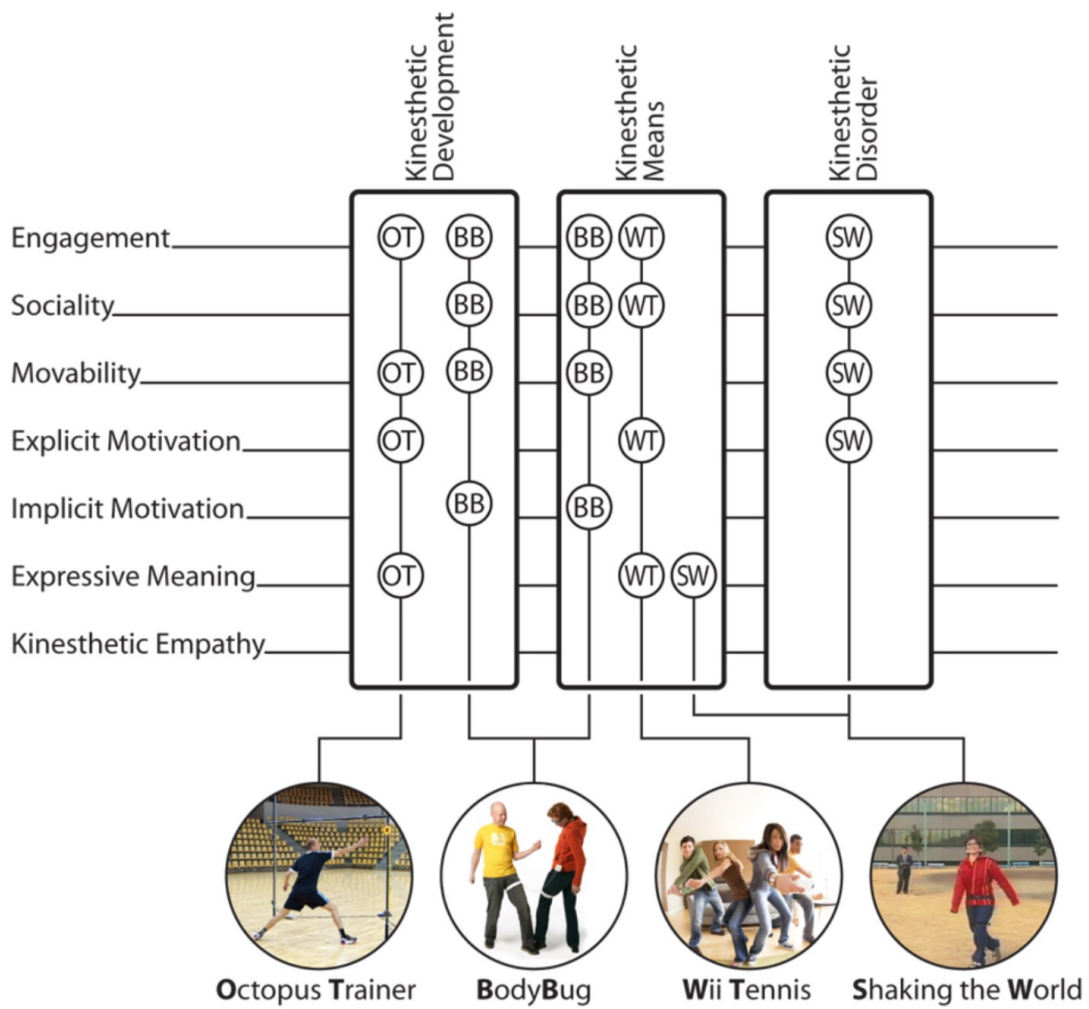 Kinesthetic
Development
Kinesthetic
Means
Kinesthetic
Disorder
Engagement OT BB BB WT SW
Sociality BB BB WT SW
Movability OT BB BB SW
Explicit Motivation OT WT SW
Implicit Motivation BB BB
Expressive Meaning OT WT SW
Kinesthetic Empathy
Octopus Trainer BodyBug Wii Tennis Shaking the World